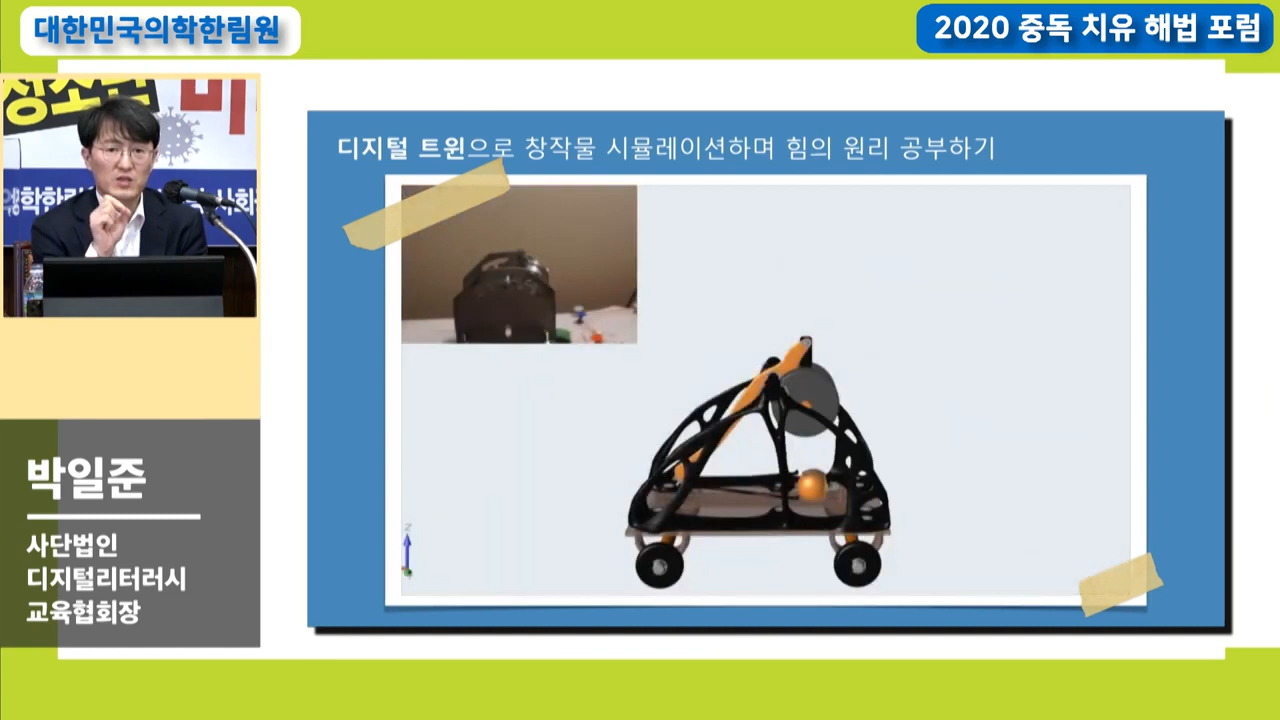 대한민국의학한림원
2020 중독 치유 해법 포럼
디지털 트윈으로 창작물 시뮬레이션하며 힘의 원리 공부하기
박일준
사단법인
디지털리터러시
교육협회장
Z